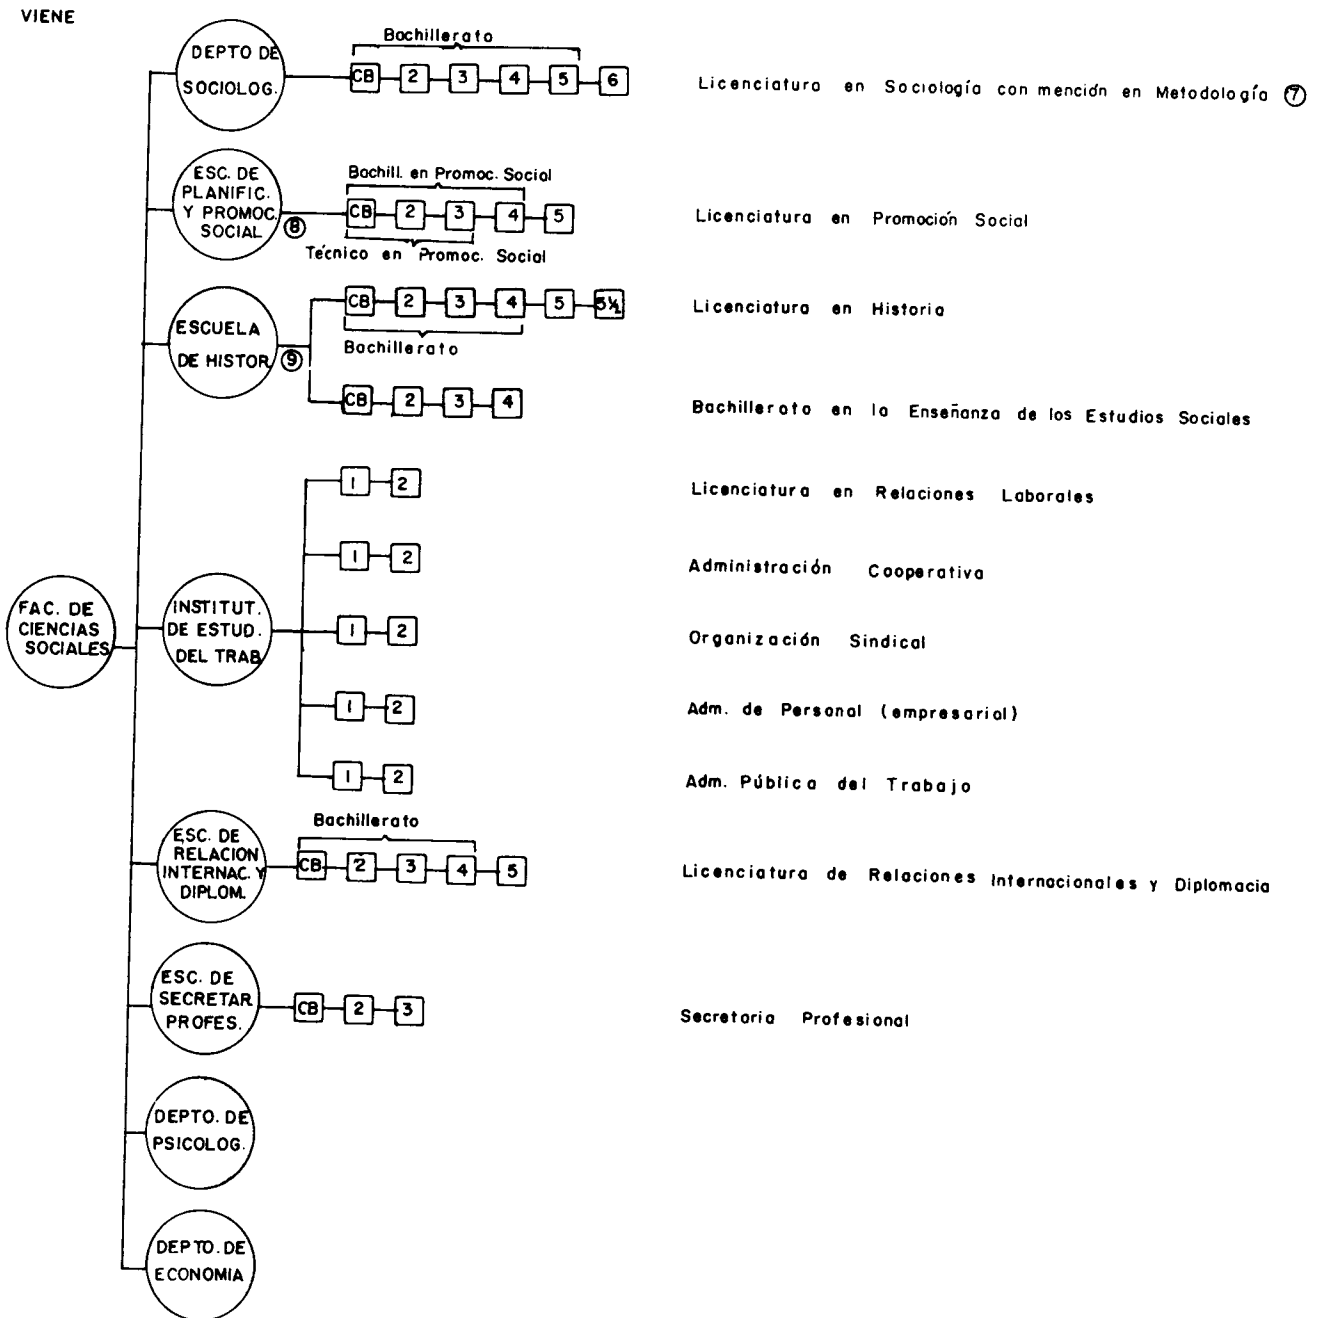 VIENE
Bachillerato
DEPTO DE
SOCIOLOG.
CB 2 3 4 5 6
Licenciatura en Sociología con mención en Metodología ⑦
ESC. DE
PLANIFIC.
Y PROMOC.
SOCIAL ⑧
Bachill. en Promoc. Social
CB 2 3 4 5
Técnico en Promoc. Social
Licenciatura en Promoción Social
ESCUELA
DE HISTOR. ⑨
CB 2 3 4 5 5½
Bachillerato
Licenciatura en Historia
CB 2 3 4
Bachillerato en la Enseñanza de los Estudios Sociales
FAC. DE
CIENCIAS
SOCIALES
INSTITUT.
DE ESTUD.
DEL TRAB.
1 2
Licenciatura en Relaciones Laborales
1 2
Administración Cooperativa
1 2
Organización Sindical
1 2
Adm. de Personal (empresarial)
1 2
Adm. Pública del Trabajo
ESC. DE
RELACION
INTERNAC. Y
DIPLOM.
Bachillerato
CB 2 3 4 5
Licenciatura de Relaciones Internacionales y Diplomacia
ESC. DE
SECRETAR.
PROFES.
CB 2 3
Secretaria Profesional
DEPTO. DE
PSICOLOG.
DEPTO. DE
ECONOMIA